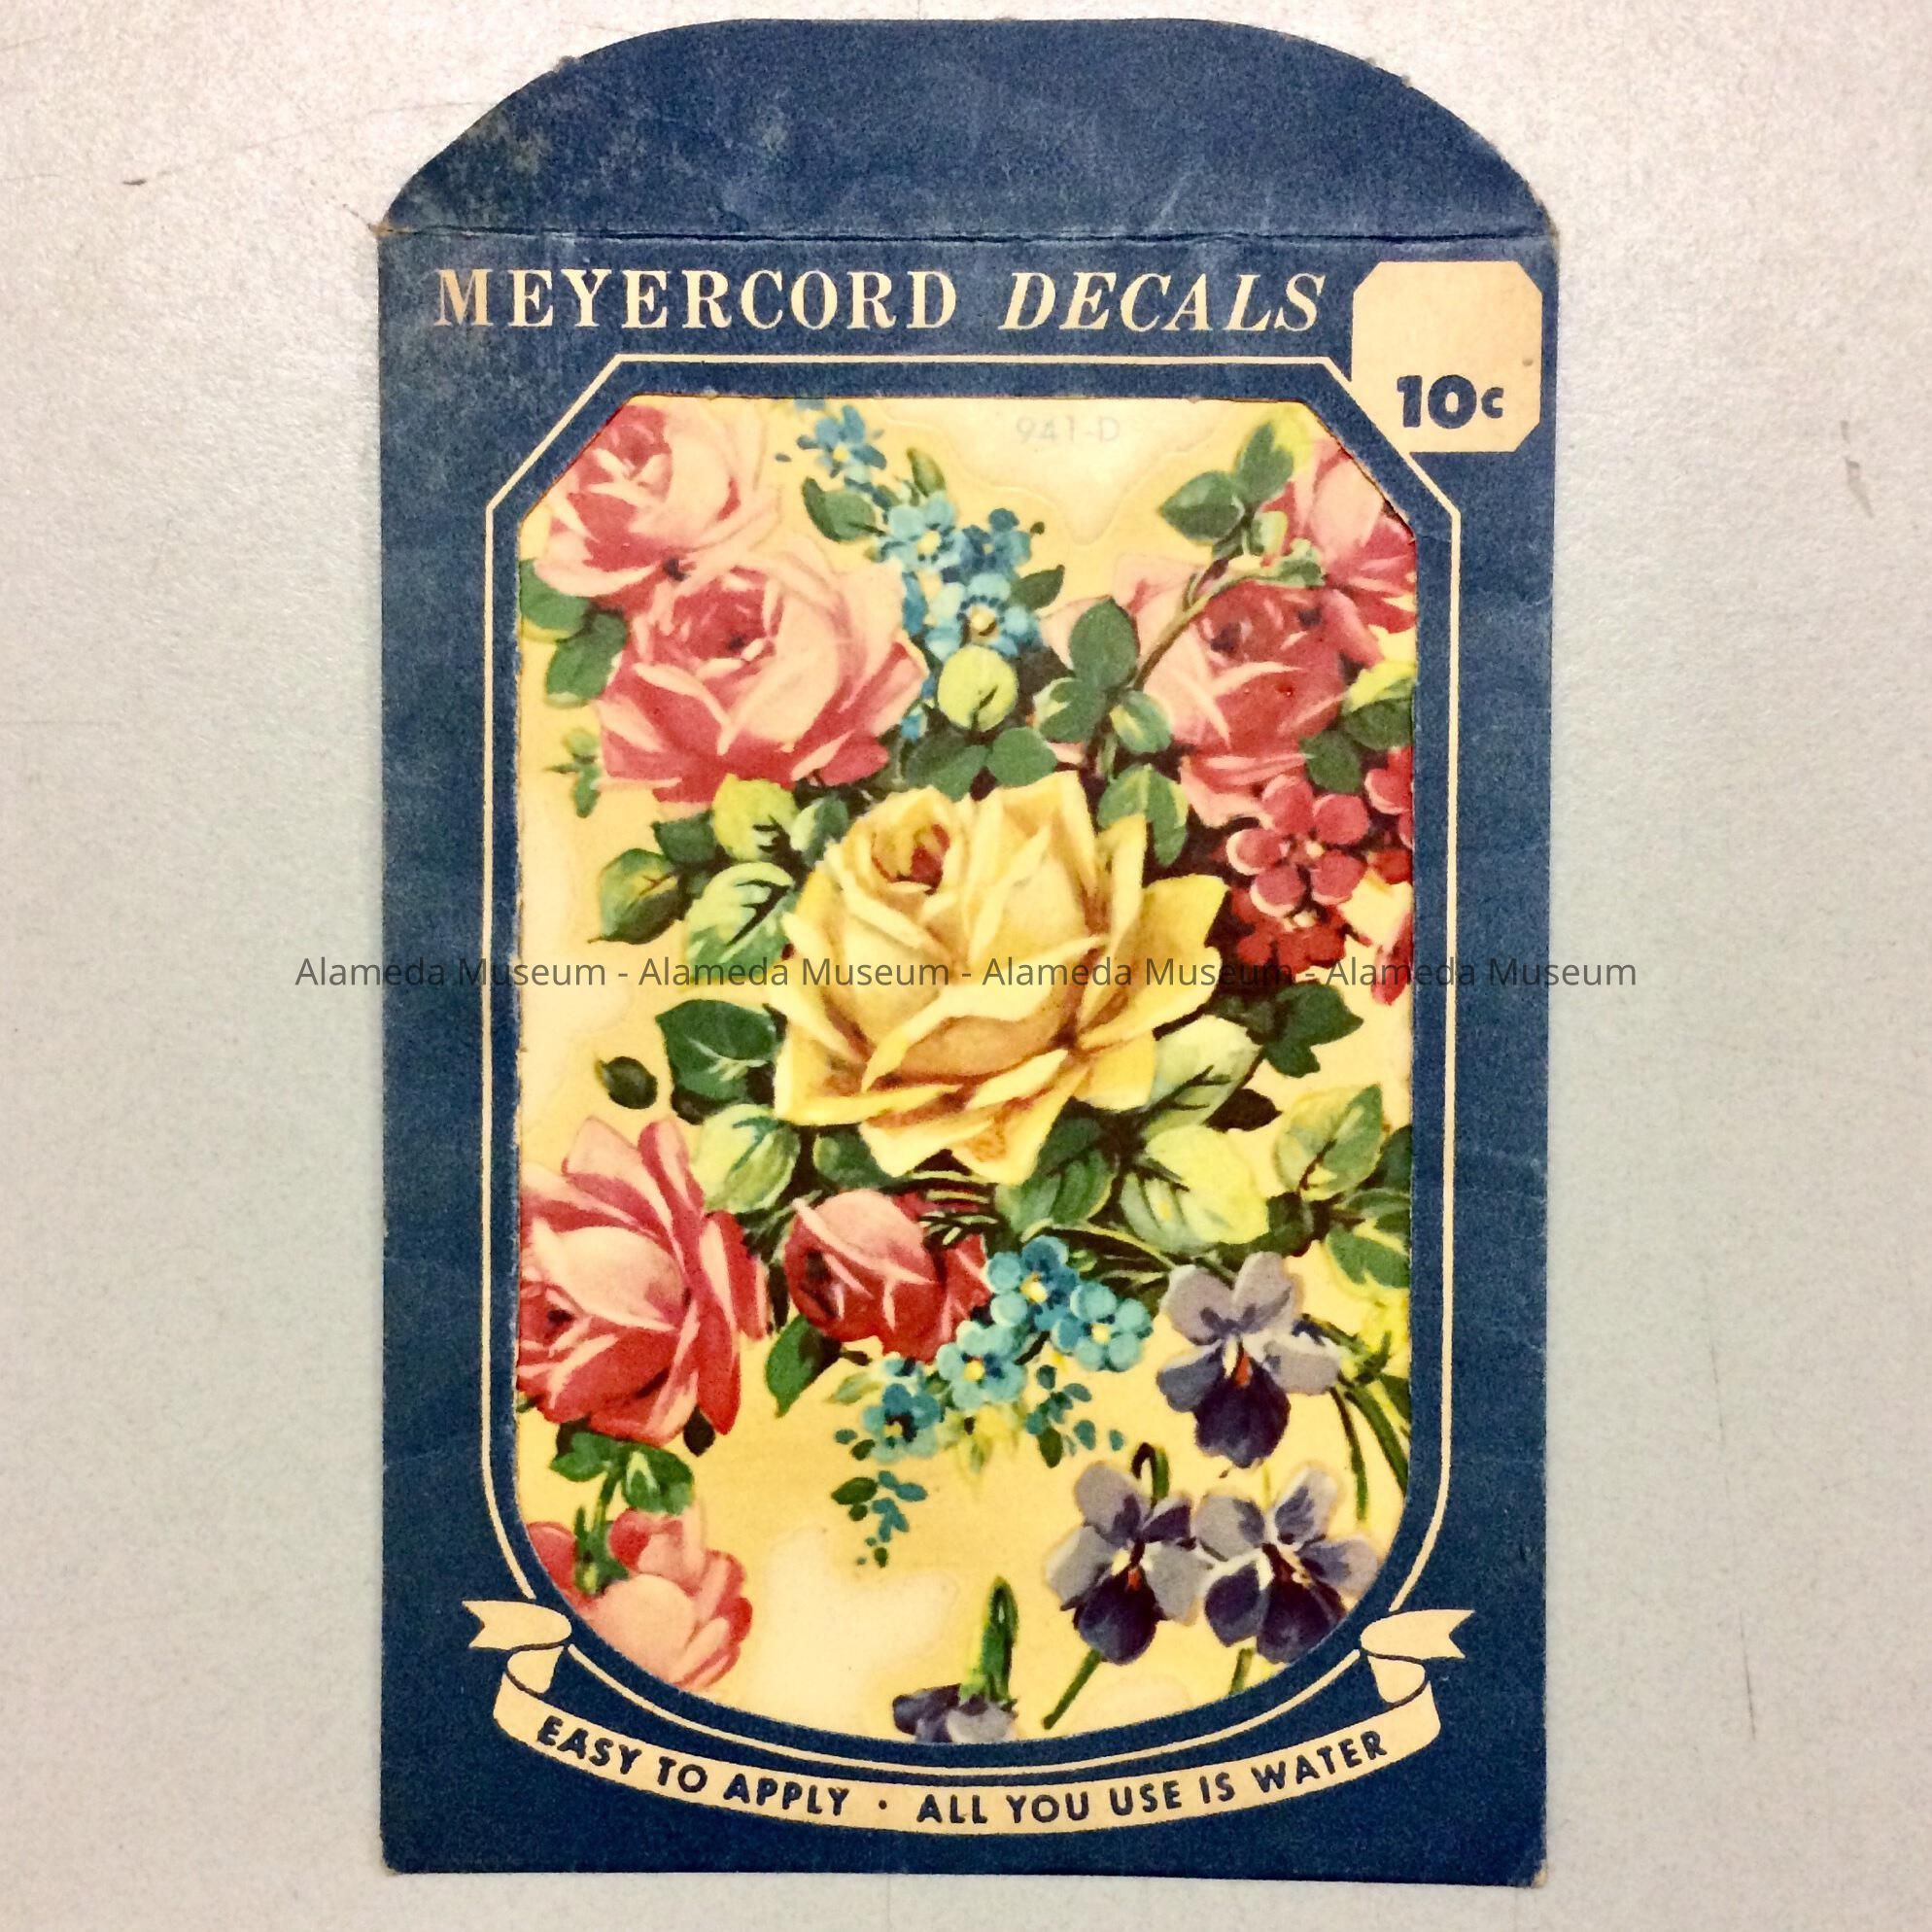 MEYERCORD DECALS
10c
941-D
Alameda Museum - Alameda Museum - Alameda Museum - Alameda Museum
EASY TO APPLY • ALL YOU USE IS WATER